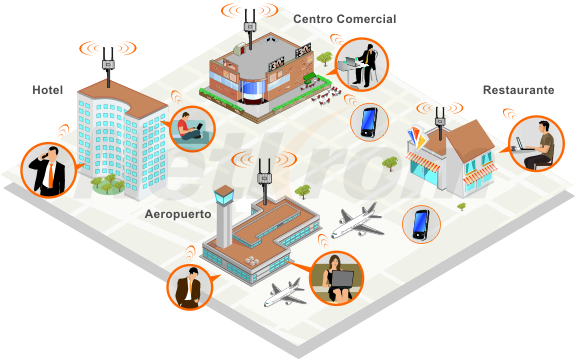 Centro Comercial
Hotel
Restaurante
Aeropuerto